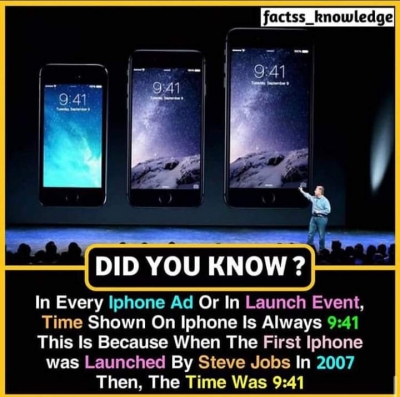 factss_knowledge
9:41
9:41
9:41
DID YOU KNOW ?
In Every Iphone Ad Or In Launch Event,
Time Shown On Iphone Is Always 9:41
This Is Because When The First Iphone
was Launched By Steve Jobs In 2007
Then, The Time Was 9:41